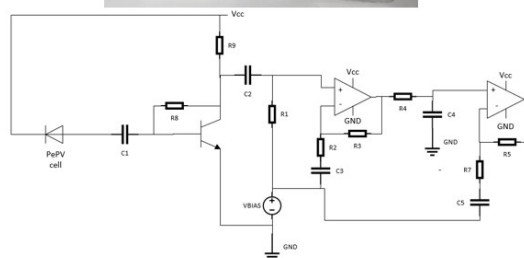 Vcc
R9
C2
Vcc
R4
Vcc
R8
R1
GND
C4
GND
PePV
cell
C1
R2
R3
GND
R5
C3
R7
VBIAS
C5
GND